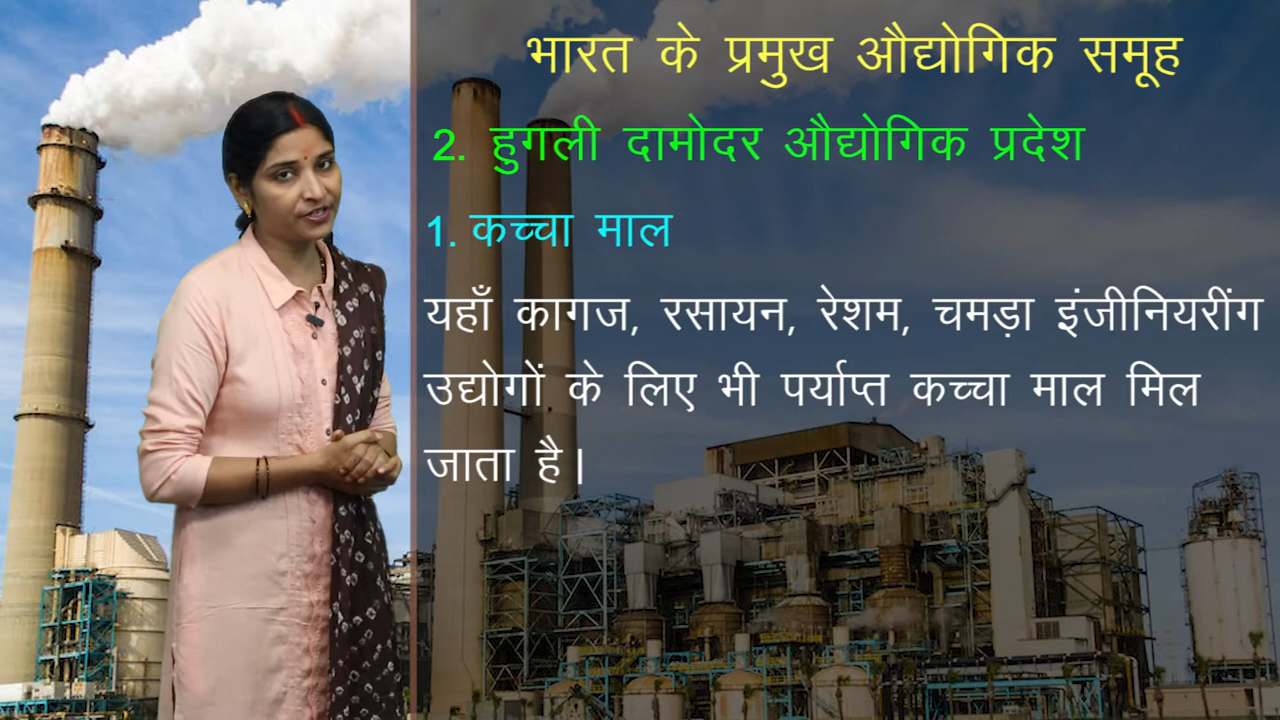 भारत के प्रमुख औद्योगिक समूह
2. हुगली दामोदर औद्योगिक प्रदेश
1. कच्चा माल
यहाँ कागज, रसायन, रेशम, चमड़ा इंजीनियरींग
उद्योगों के लिए भी पर्याप्त कच्चा माल मिल
जाता है।